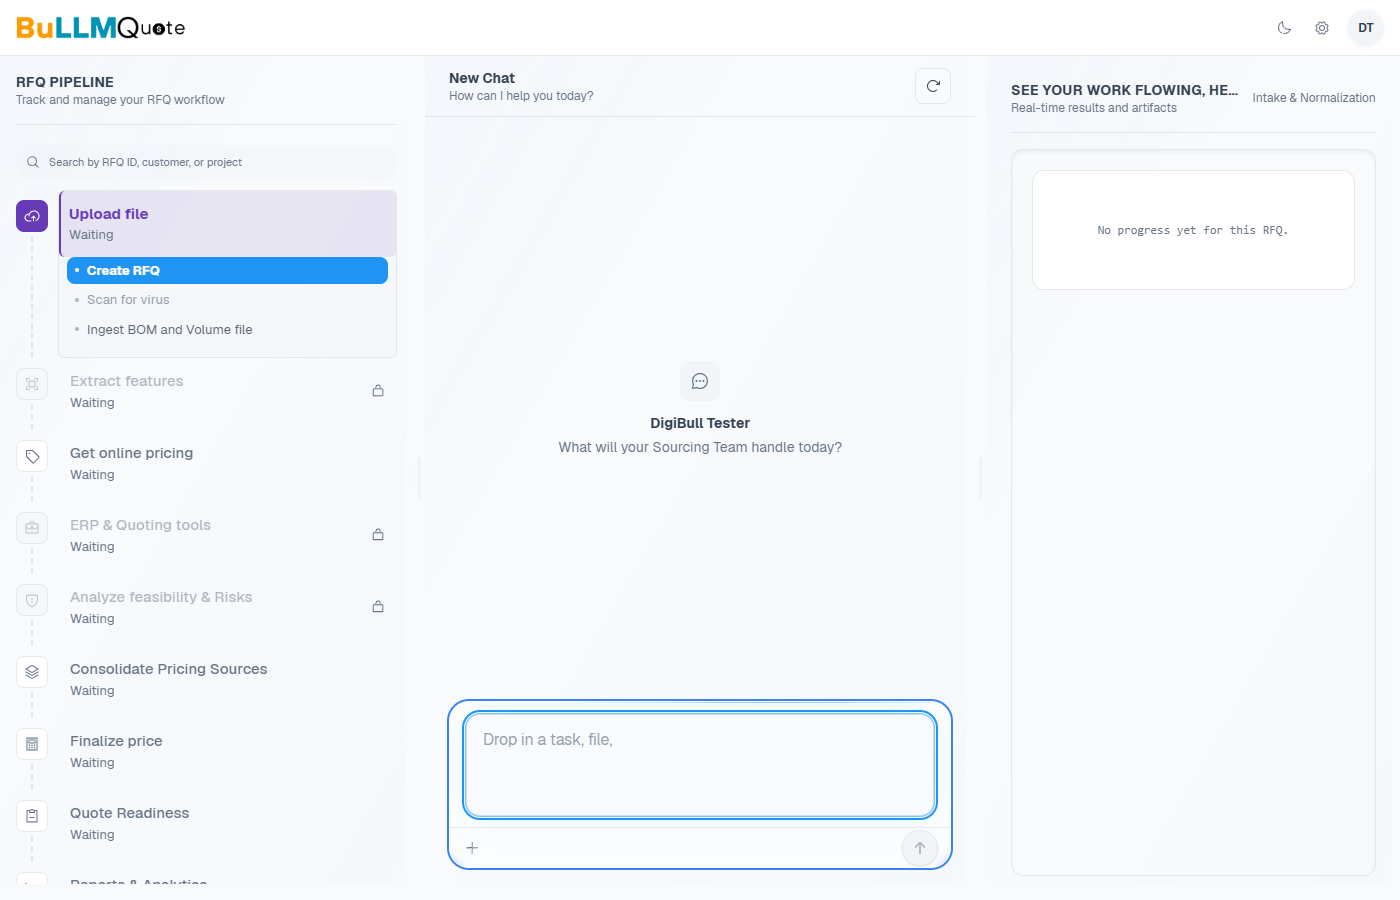 BuLLMQuote
DT
RFQ PIPELINE
Track and manage your RFQ workflow
Search by RFQ ID, customer, or project
Upload file
Waiting
Create RFQ
Scan for virus
Ingest BOM and Volume file
Extract features
Waiting
Get online pricing
Waiting
ERP & Quoting tools
Waiting
Analyze feasibility & Risks
Waiting
Consolidate Pricing Sources
Waiting
Finalize price
Waiting
Quote Readiness
Waiting
Reports & Analytics
New Chat
How can I help you today?
DigiBull Tester
What will your Sourcing Team handle today?
Drop in a task, file,
SEE YOUR WORK FLOWING, HE...
Real-time results and artifacts
Intake & Normalization
No progress yet for this RFQ.